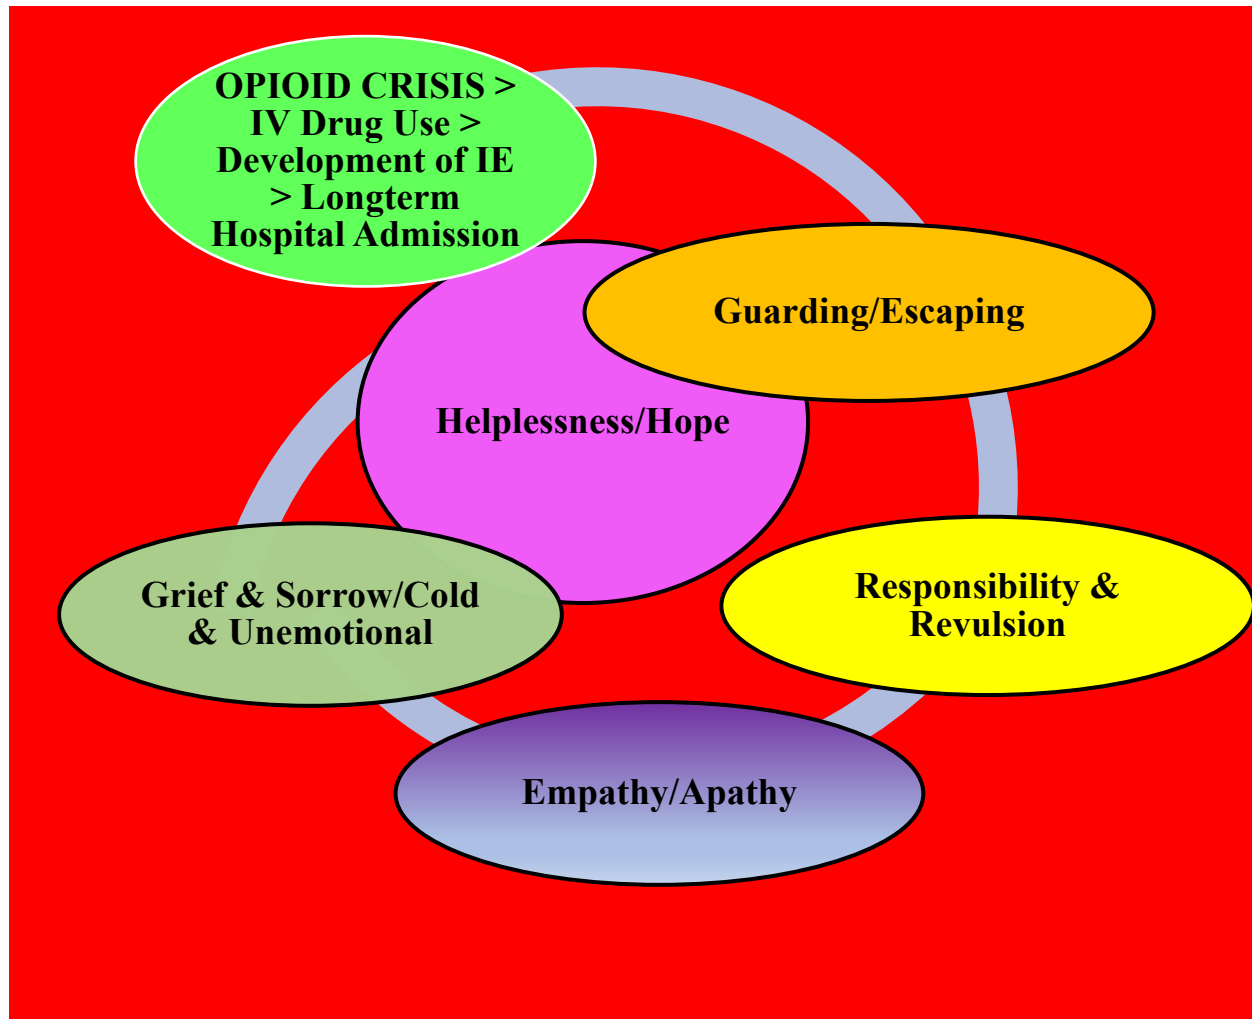 OPIOID CRISIS >
IV Drug Use >
Development of IE
> Longterm
Hospital Admission
Guarding/Escaping
Helplessness/Hope
Grief & Sorrow/Cold
& Unemotional
Responsibility &
Revulsion
Empathy/Apathy